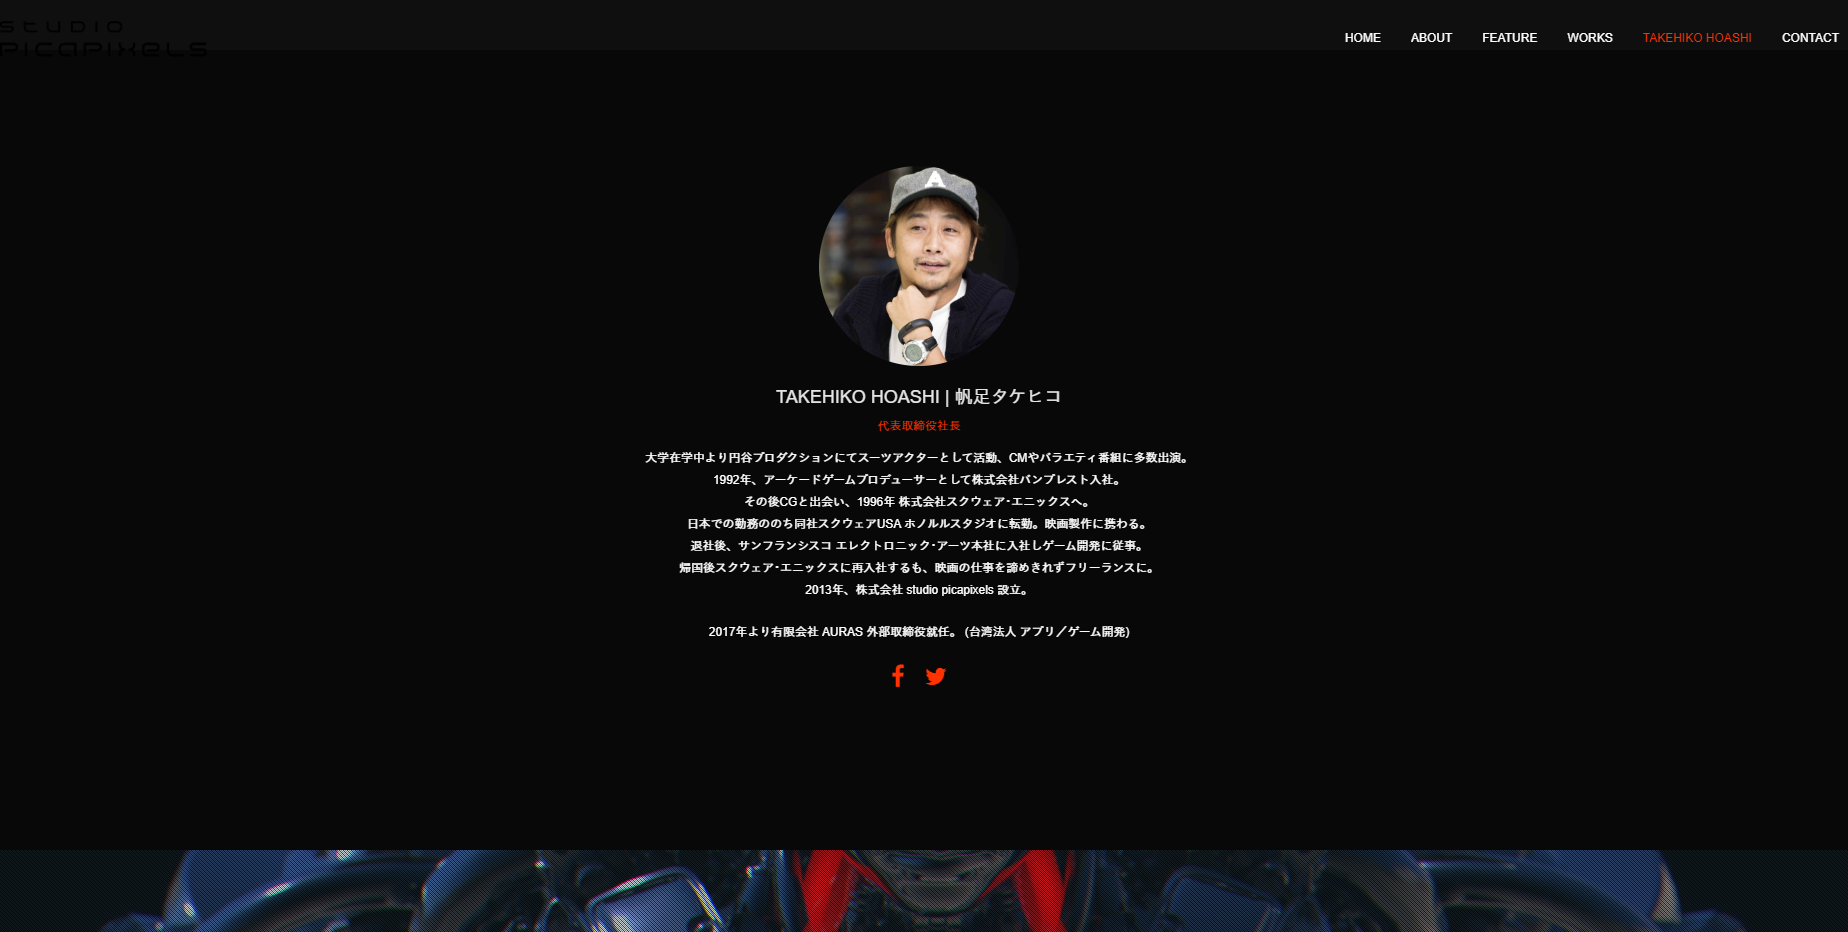 STUDIO
PICAPIXELS
HOME ABOUT FEATURE WORKS TAKEHIKO HOASHI CONTACT
A
TAKEHIKO HOASHI | 帆足タケヒコ
代表取締役社長
大学在学中より円谷プロダクションにてスーツアクターとして活動、CMやバラエティ番組に多数出演。
1992年、アーケードゲームプロデューサーとして株式会社バンプレスト入社。
その後CGと出会い、1996年 株式会社スクウェア･エニックスへ。
日本での勤務ののち同社スクウェアUSA ホノルルスタジオに転勤。映画製作に携わる。
退社後、サンフランシスコ エレクトロニック･アーツ本社に入社しゲーム開発に従事。
帰国後スクウェア･エニックスに再入社するも、映画の仕事を諦めきれずフリーランスに。
2013年、株式会社 studio picapixels 設立。
2017年より有限会社 AURAS 外部取締役就任。 (台湾法人 アプリ／ゲーム開発)